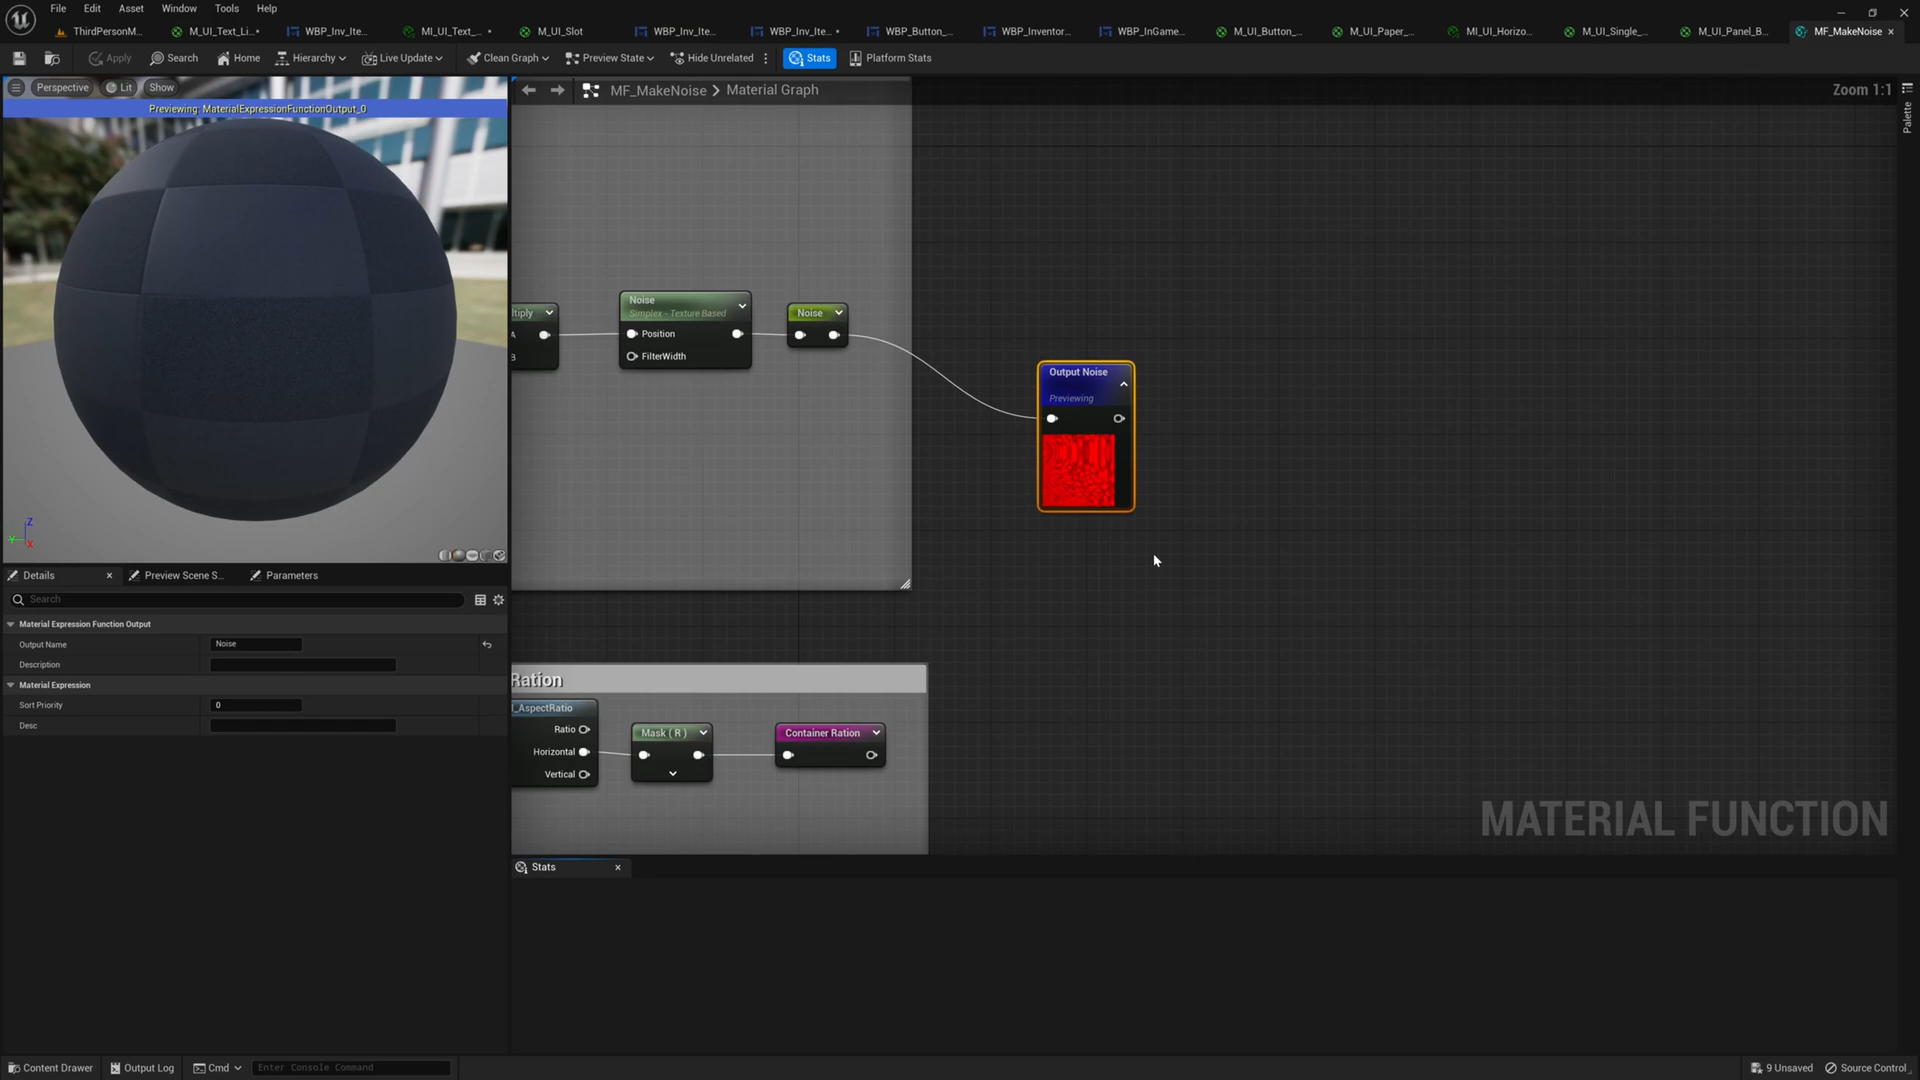 File Edit Asset Window Tools Help
ThirdPersonM... M_UI_Text_Li...• WBP_Inv_Ite... MI_UI_Text_... • M_UI_Slot WBP_Inv_Ite... WBP_Inv_Ite... • WBP_Button_... WBP_Inventor... WBP_InGame... M_UI_Button_... M_UI_Paper_... MI_UI_Horizo... M_UI_Single_... M_UI_Panel_B... MF_MakeNoise
Apply Search Home Hierarchy Live Update Clean Graph Preview State Hide Unrelated Stats Platform Stats
Perspective Lit Show
Previewing: MaterialExpressionFunctionOutput_0
MF_MakeNoise > Material Graph
Zoom 1:1
Palette
ltiply
A
B
Noise
Simplex - Texture Based
Position
FilterWidth
Noise
Output Noise
Previewing
Z
Y
X
Ration
l_AspectRatio
Ratio
Horizontal
Vertical
Mask ( R )
Container Ration
MATERIAL FUNCTION
Details Preview Scene S... Parameters
Search
Material Expression Function Output
Output Name Noise
Description
Material Expression
Sort Priority 0
Desc
Stats
Content Drawer Output Log Cmd Enter Console Command 9 Unsaved Source Control